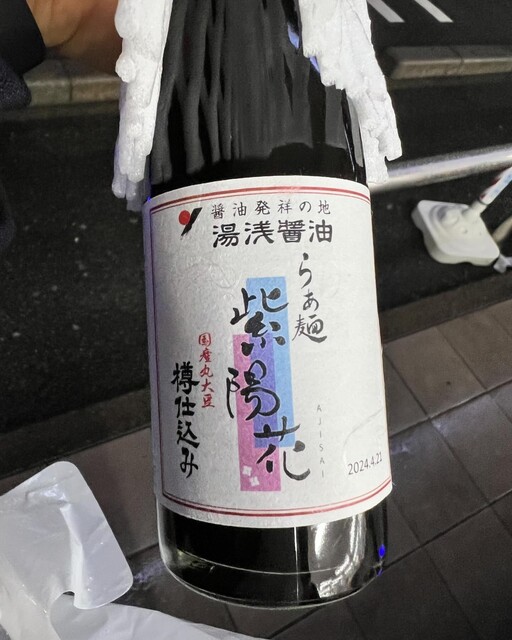 醤油発祥の地
湯浅醤油
らぁ麺
紫陽花
AJISAI
国産丸大豆
樽仕込み
2024.4.21